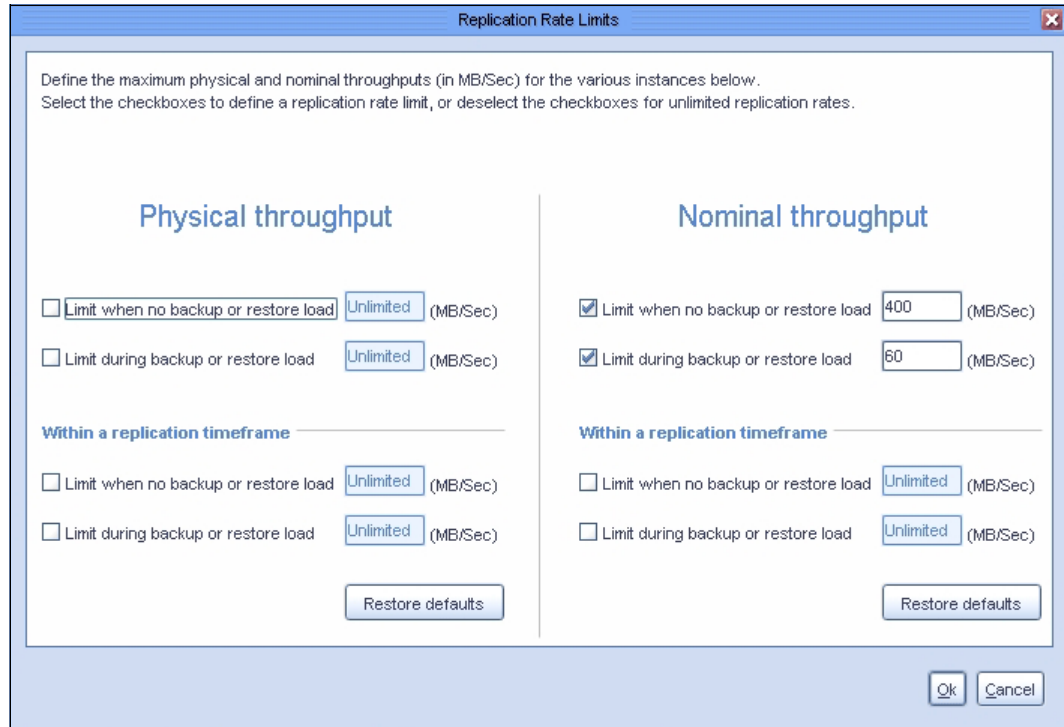 Replication Rate Limits
Define the maximum physical and nominal throughputs (in MB/Sec) for the various instances below.
Select the checkboxes to define a replication rate limit, or deselect the checkboxes for unlimited replication rates.
Physical throughput
Limit when no backup or restore load Unlimited (MB/Sec)
Limit during backup or restore load Unlimited (MB/Sec)
Within a replication timeframe
Limit when no backup or restore load Unlimited (MB/Sec)
Limit during backup or restore load Unlimited (MB/Sec)
Restore defaults
Nominal throughput
Limit when no backup or restore load 400 (MB/Sec)
Limit during backup or restore load 60 (MB/Sec)
Within a replication timeframe
Limit when no backup or restore load Unlimited (MB/Sec)
Limit during backup or restore load Unlimited (MB/Sec)
Restore defaults
Ok Cancel